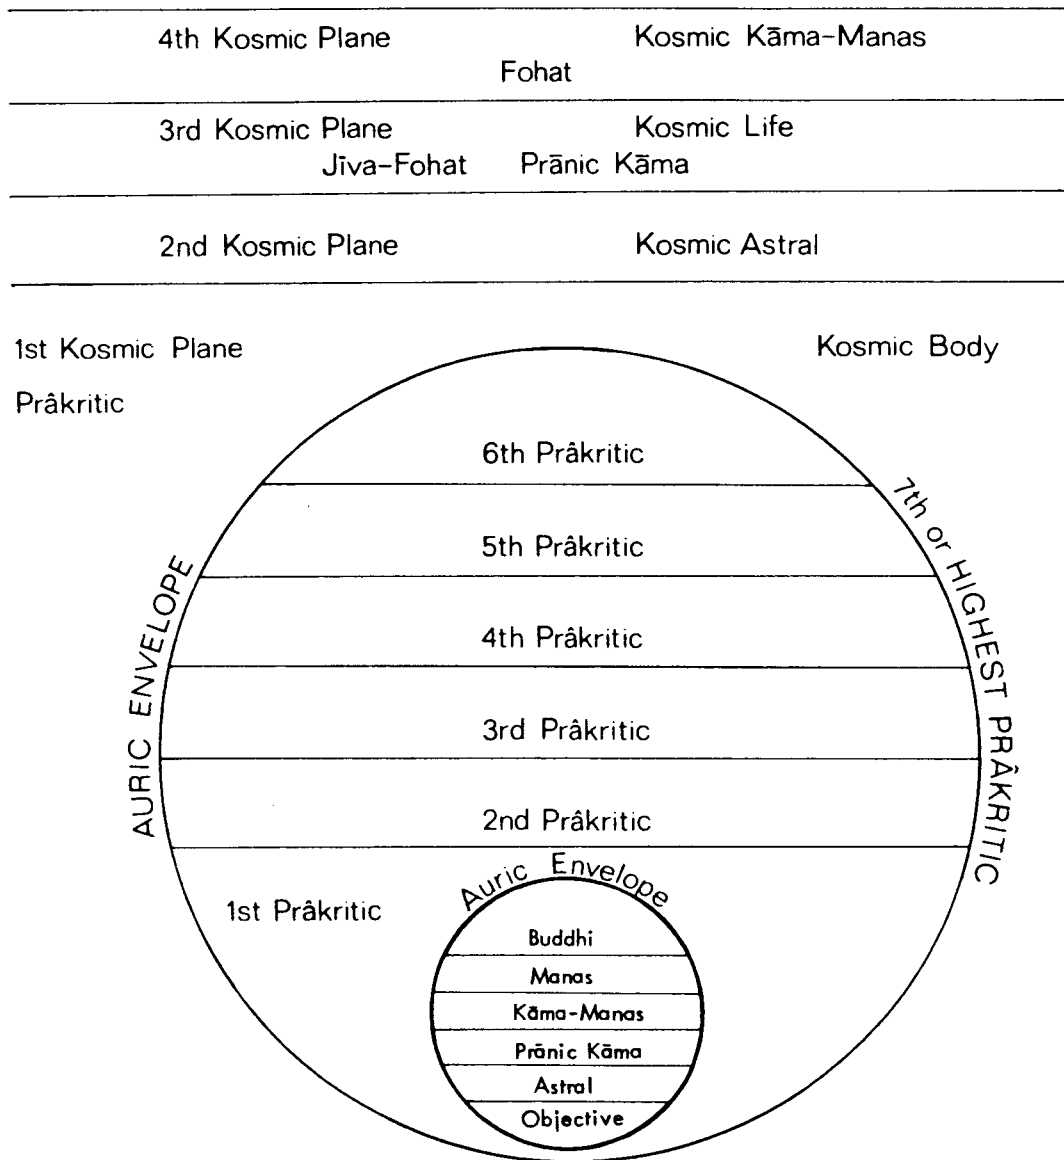 4th Kosmic Plane Kosmic Kāma-Manas
Fohat
3rd Kosmic Plane Kosmic Life
Jīva-Fohat Prānic Kāma
2nd Kosmic Plane Kosmic Astral
1st Kosmic Plane Kosmic Body
Prâkritic
6th Prâkritic
7th or HIGHEST PRÂKRITIC
5th Prâkritic
AURIC ENVELOPE
4th Prâkritic
3rd Prâkritic
2nd Prâkritic
Auric Envelope
1st Prâkritic
Buddhi
Manas
Kāma-Manas
Prānic Kāma
Astral
Objective